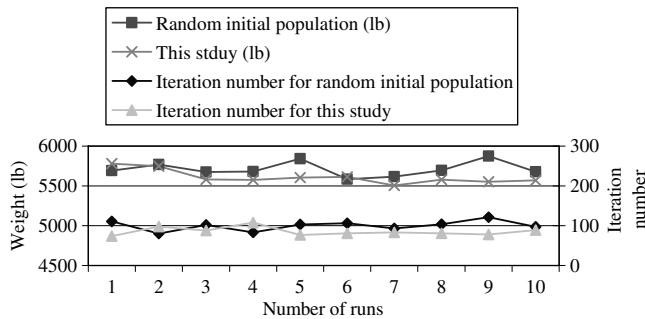 Random initial population (lb)
This stduy (lb)
Iteration number for random initial population
Iteration number for this study
6000
5500
5000
4500
Weight (lb)
300
200
100
0
Iteration
number
1 2 3 4 5 6 7 8 9 10
Number of runs